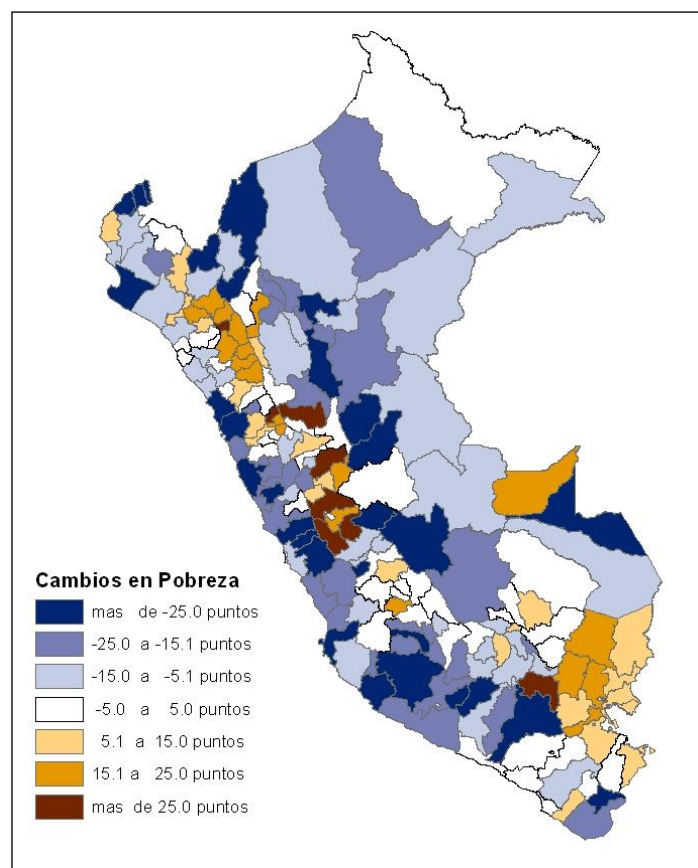 Cambios en Pobreza
mas de -25.0 puntos
-25.0 a -15.1 puntos
-15.0 a -5.1 puntos
-5.0 a 5.0 puntos
5.1 a 15.0 puntos
15.1 a 25.0 puntos
mas de 25.0 puntos